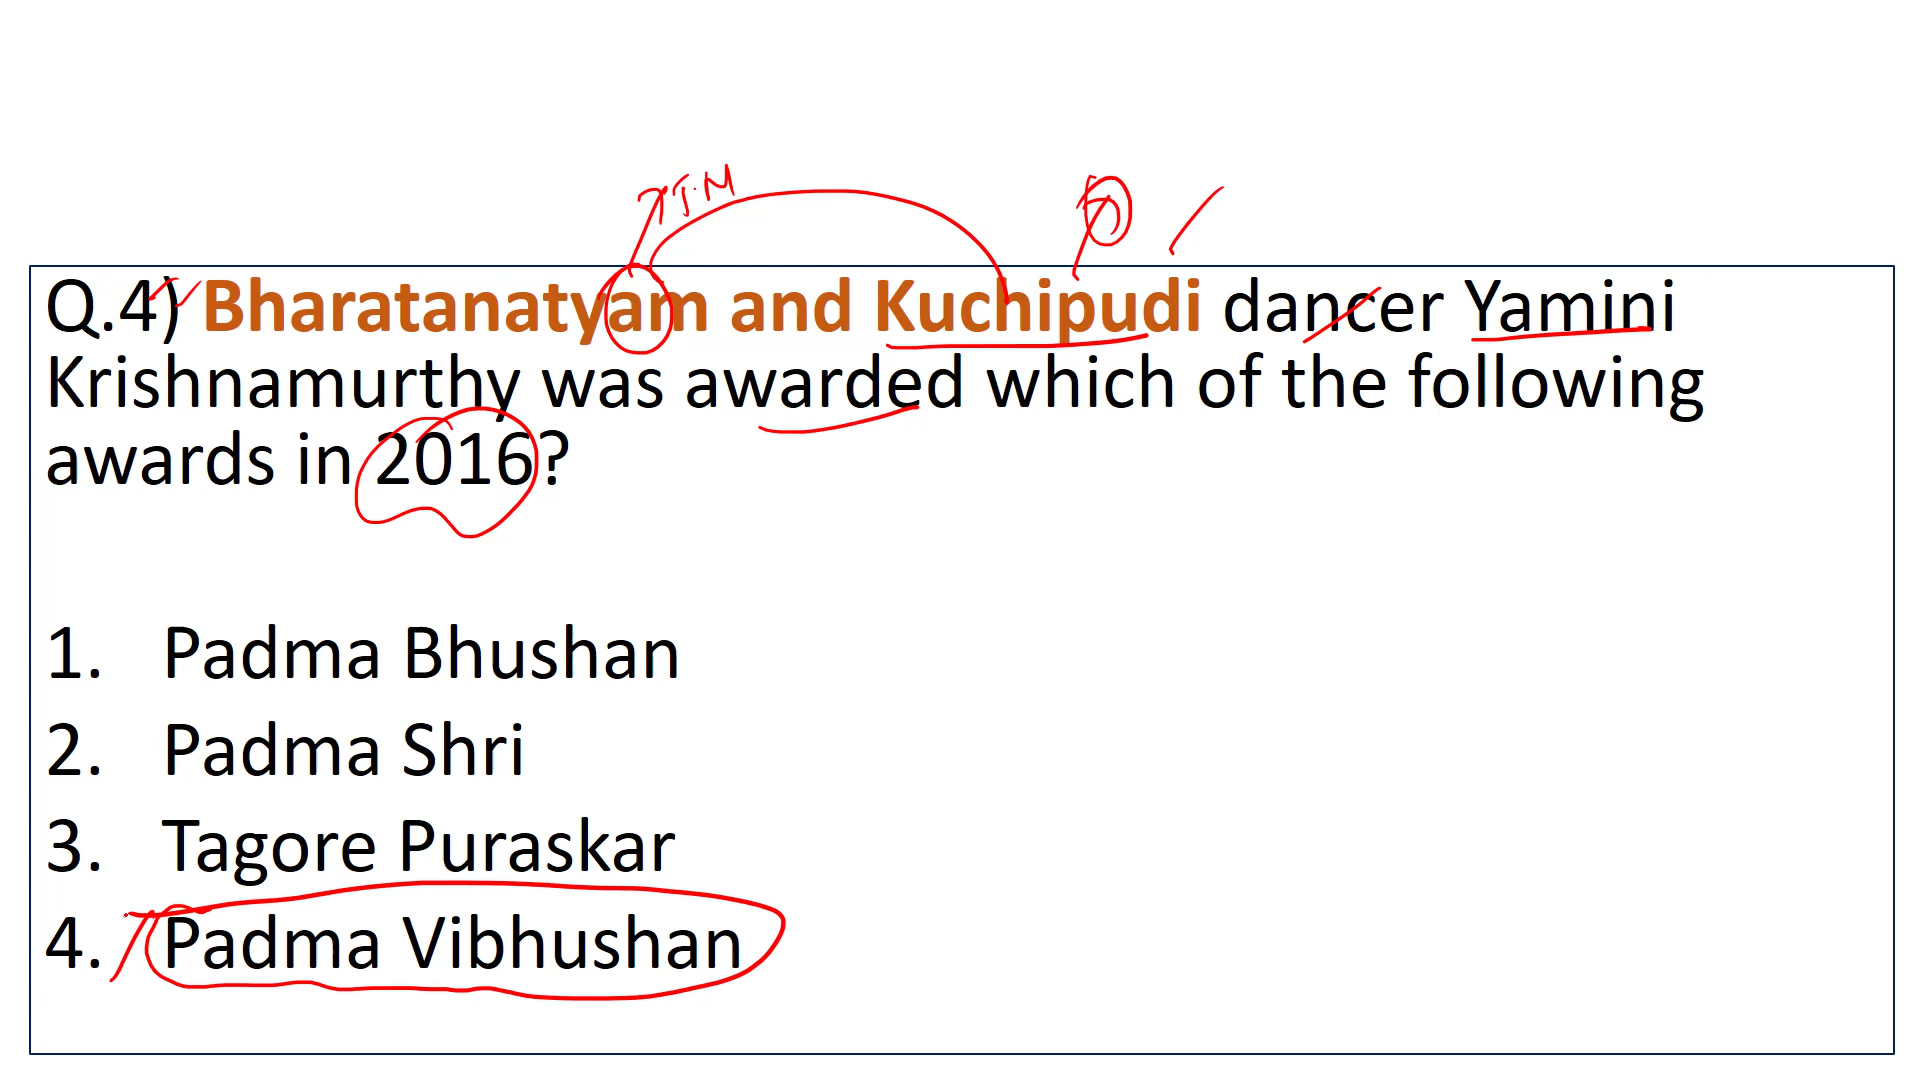 T.M
Q.4) Bharatanatyam and Kuchipudi dancer Yamini
Krishnamurthy was awarded which of the following
awards in 2016?
1. Padma Bhushan
2. Padma Shri
3. Tagore Puraskar
4. Padma Vibhushan